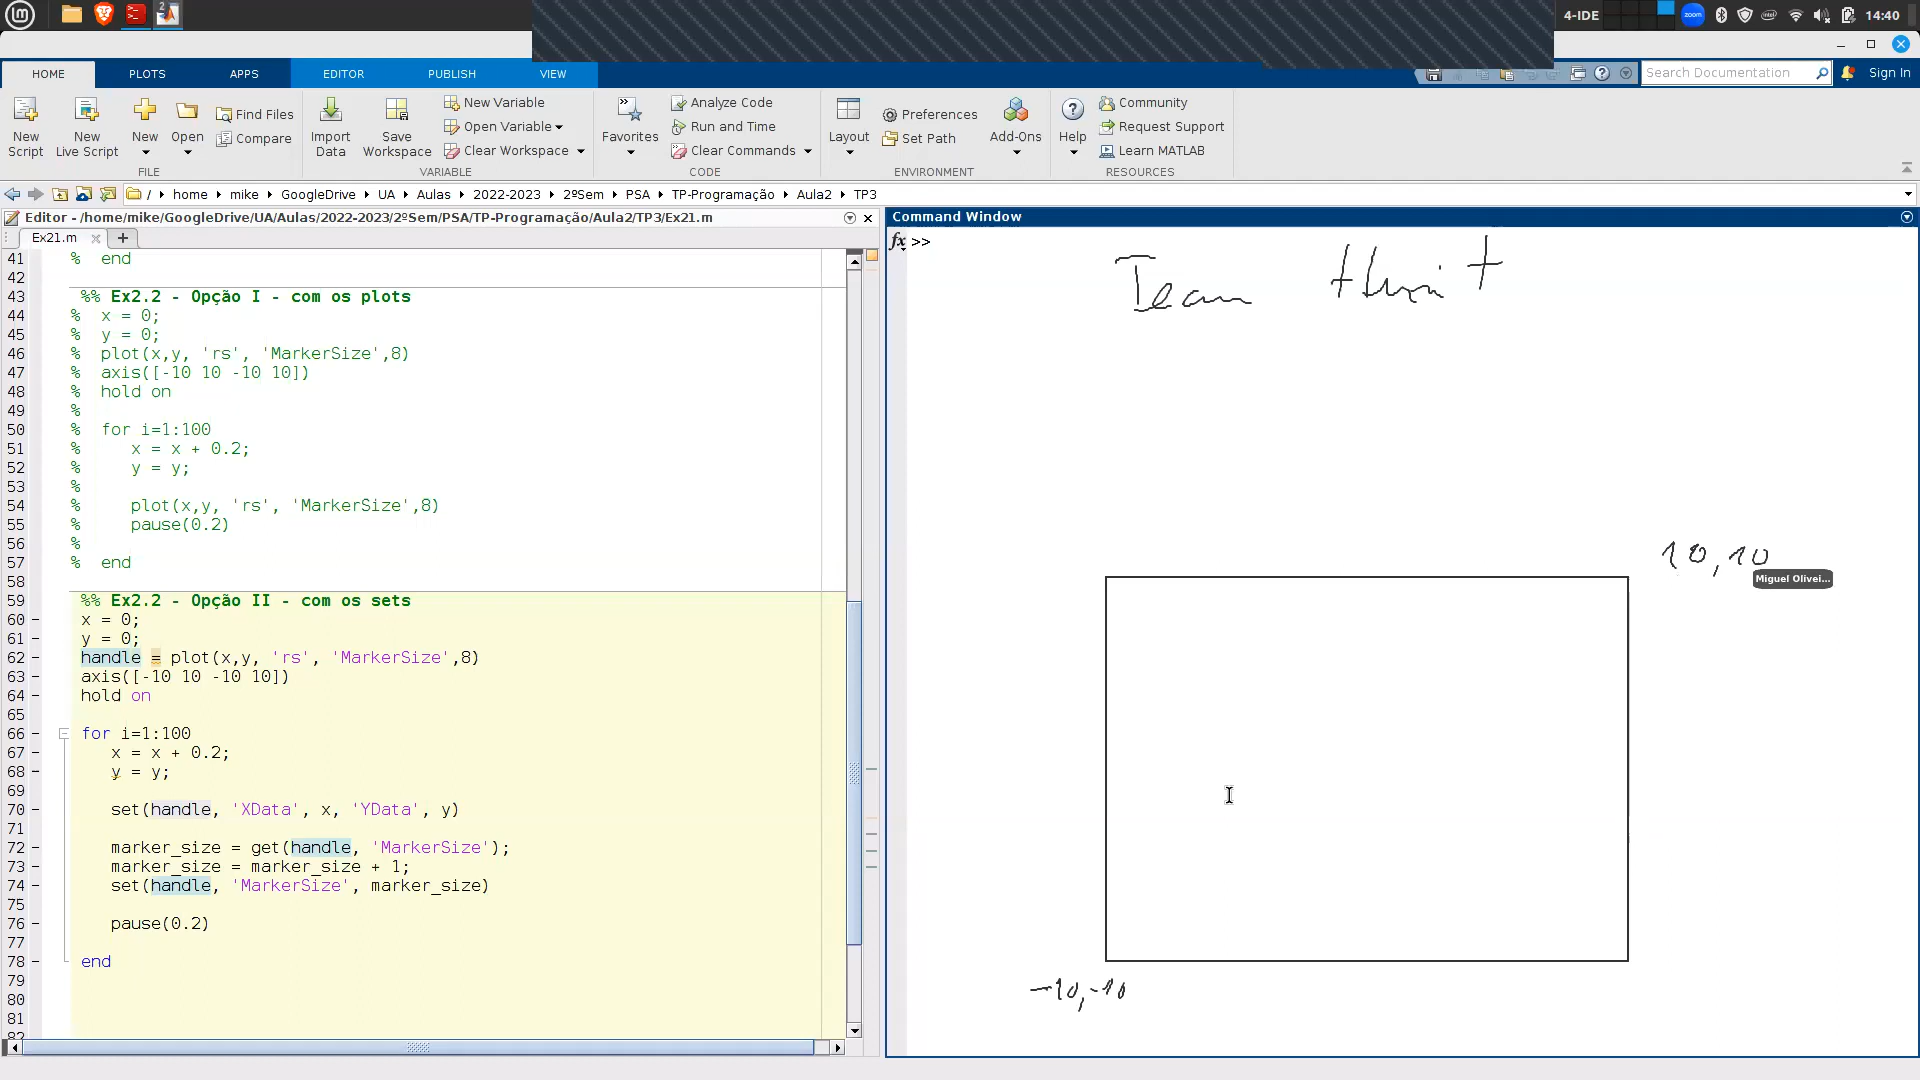 4-IDE zoom 14:40
2
HOME PLOTS APPS EDITOR PUBLISH VIEW Search Documentation Sign In
New Script
New Live Script
New
Open
Find Files
Compare
FILE
Import Data
Save Workspace
New Variable
Open Variable
Clear Workspace
VARIABLE
Favorites
Analyze Code
Run and Time
Clear Commands
CODE
Layout
Preferences
Set Path
Add-Ons
ENVIRONMENT
Help
Community
Request Support
Learn MATLAB
RESOURCES
/ home mike GoogleDrive UA Aulas 2022-2023 2ºSem PSA TP-Programação Aula2 TP3
Editor - /home/mike/GoogleDrive/UA/Aulas/2022-2023/2ºSem/PSA/TP-Programação/Aula2/TP3/Ex21.m
Ex21.m
41 % end
42
43 %% Ex2.2 - Opção I - com os plots
44 % x = 0;
45 % y = 0;
46 % plot(x,y, 'rs', 'MarkerSize',8)
47 % axis([-10 10 -10 10])
48 % hold on
49 %
50 % for i=1:100
51 % x = x + 0.2;
52 % y = y;
53 %
54 % plot(x,y, 'rs', 'MarkerSize',8)
55 % pause(0.2)
56 %
57 % end
58
59 %% Ex2.2 - Opção II - com os sets
60 - x = 0;
61 - y = 0;
62 - handle = plot(x,y, 'rs', 'MarkerSize',8)
63 - axis([-10 10 -10 10])
64 - hold on
65
66 - for i=1:100
67 - x = x + 0.2;
68 - y = y;
69
70 - set(handle, 'XData', x, 'YData', y)
71
72 - marker_size = get(handle, 'MarkerSize');
73 - marker_size = marker_size + 1;
74 - set(handle, 'MarkerSize', marker_size)
75
76 - pause(0.2)
77
78 - end
79
80
81
82
Command Window
fx >>
Team
10,10
Miguel Olivei...
-10,-10